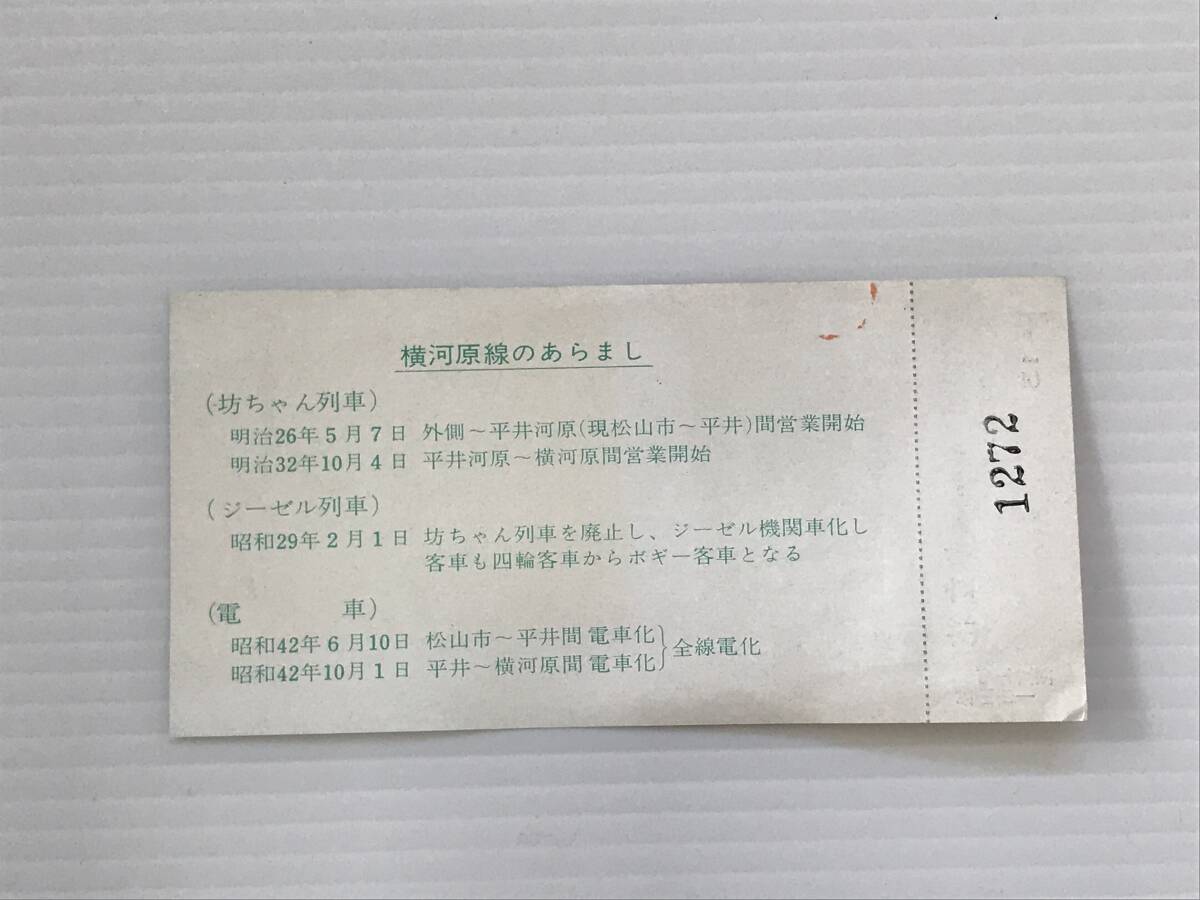 横河原線のあらまし
(坊ちゃん列車)
明治26年5月7日 外側～平井河原(現松山市～平井)間営業開始
明治32年10月4日 平井河原～横河原間営業開始
(ジーゼル列車)
昭和29年2月1日 坊ちゃん列車を廃止し、ジーゼル機関車化し
客車も四輪客車からボギー客車となる
(電 車)
昭和42年6月10日 松山市～平井間電車化
昭和42年10月1日 平井～横河原間電車化
}全線電化
1272